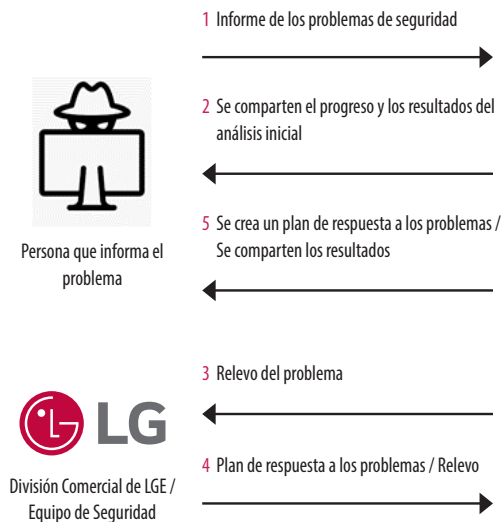 1 Informe de los problemas de seguridad
2 Se comparten el progreso y los resultados del
análisis inicial
5 Se crea un plan de respuesta a los problemas /
Se comparten los resultados
Persona que informa el
problema
3 Relevo del problema
LG
4 Plan de respuesta a los problemas / Relevo
División Comercial de LGE /
Equipo de Seguridad